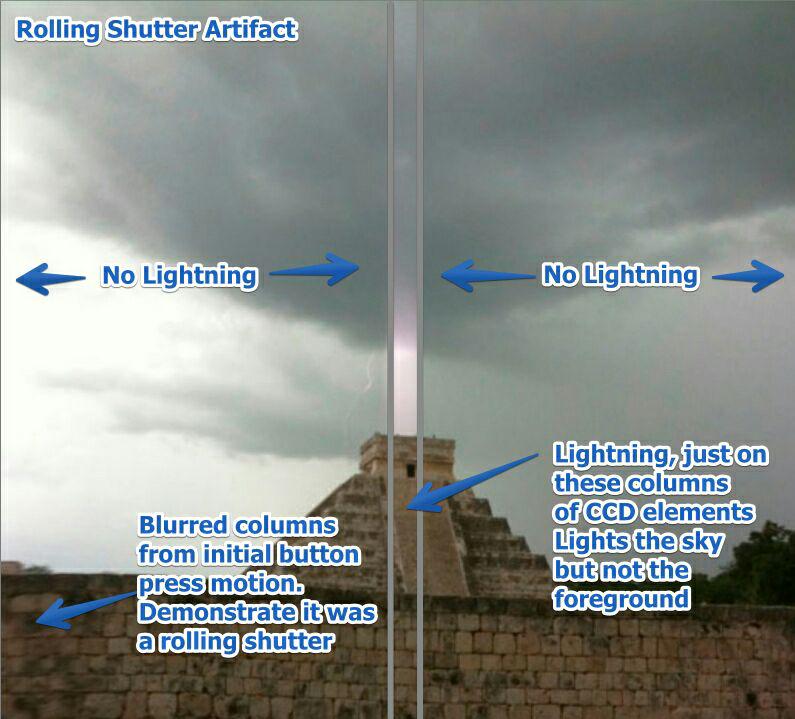 Rolling Shutter Artifact
No Lightning
No Lightning
Lightning, just on
these columns
of CCD elements
Lights the sky
but not the
foreground
Blurred columns
from initial button
press motion.
Demonstrate it was
a rolling shutter